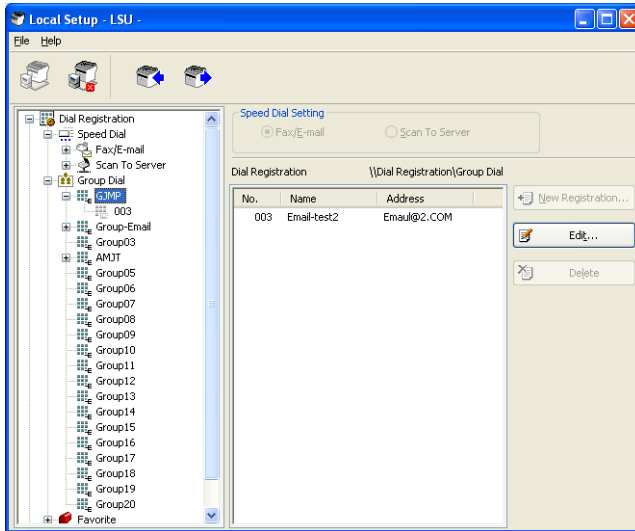 Local Setup - LSU -
File Help
Dial Registration
Speed Dial
Fax/E-mail
Scan To Server
Group Dial
GJMP
003
Group-Email
Group03
AMJT
Group05
Group06
Group07
Group08
Group09
Group10
Group11
Group12
Group13
Group14
Group15
Group16
Group17
Group18
Group19
Group20
Favorite
Speed Dial Setting
Fax/E-mail Scan To Server
Dial Registration \\Dial Registration\Group Dial
No. Name Address
003 Email-test2 Emaul@2.COM
New Registration...
Edit...
Delete